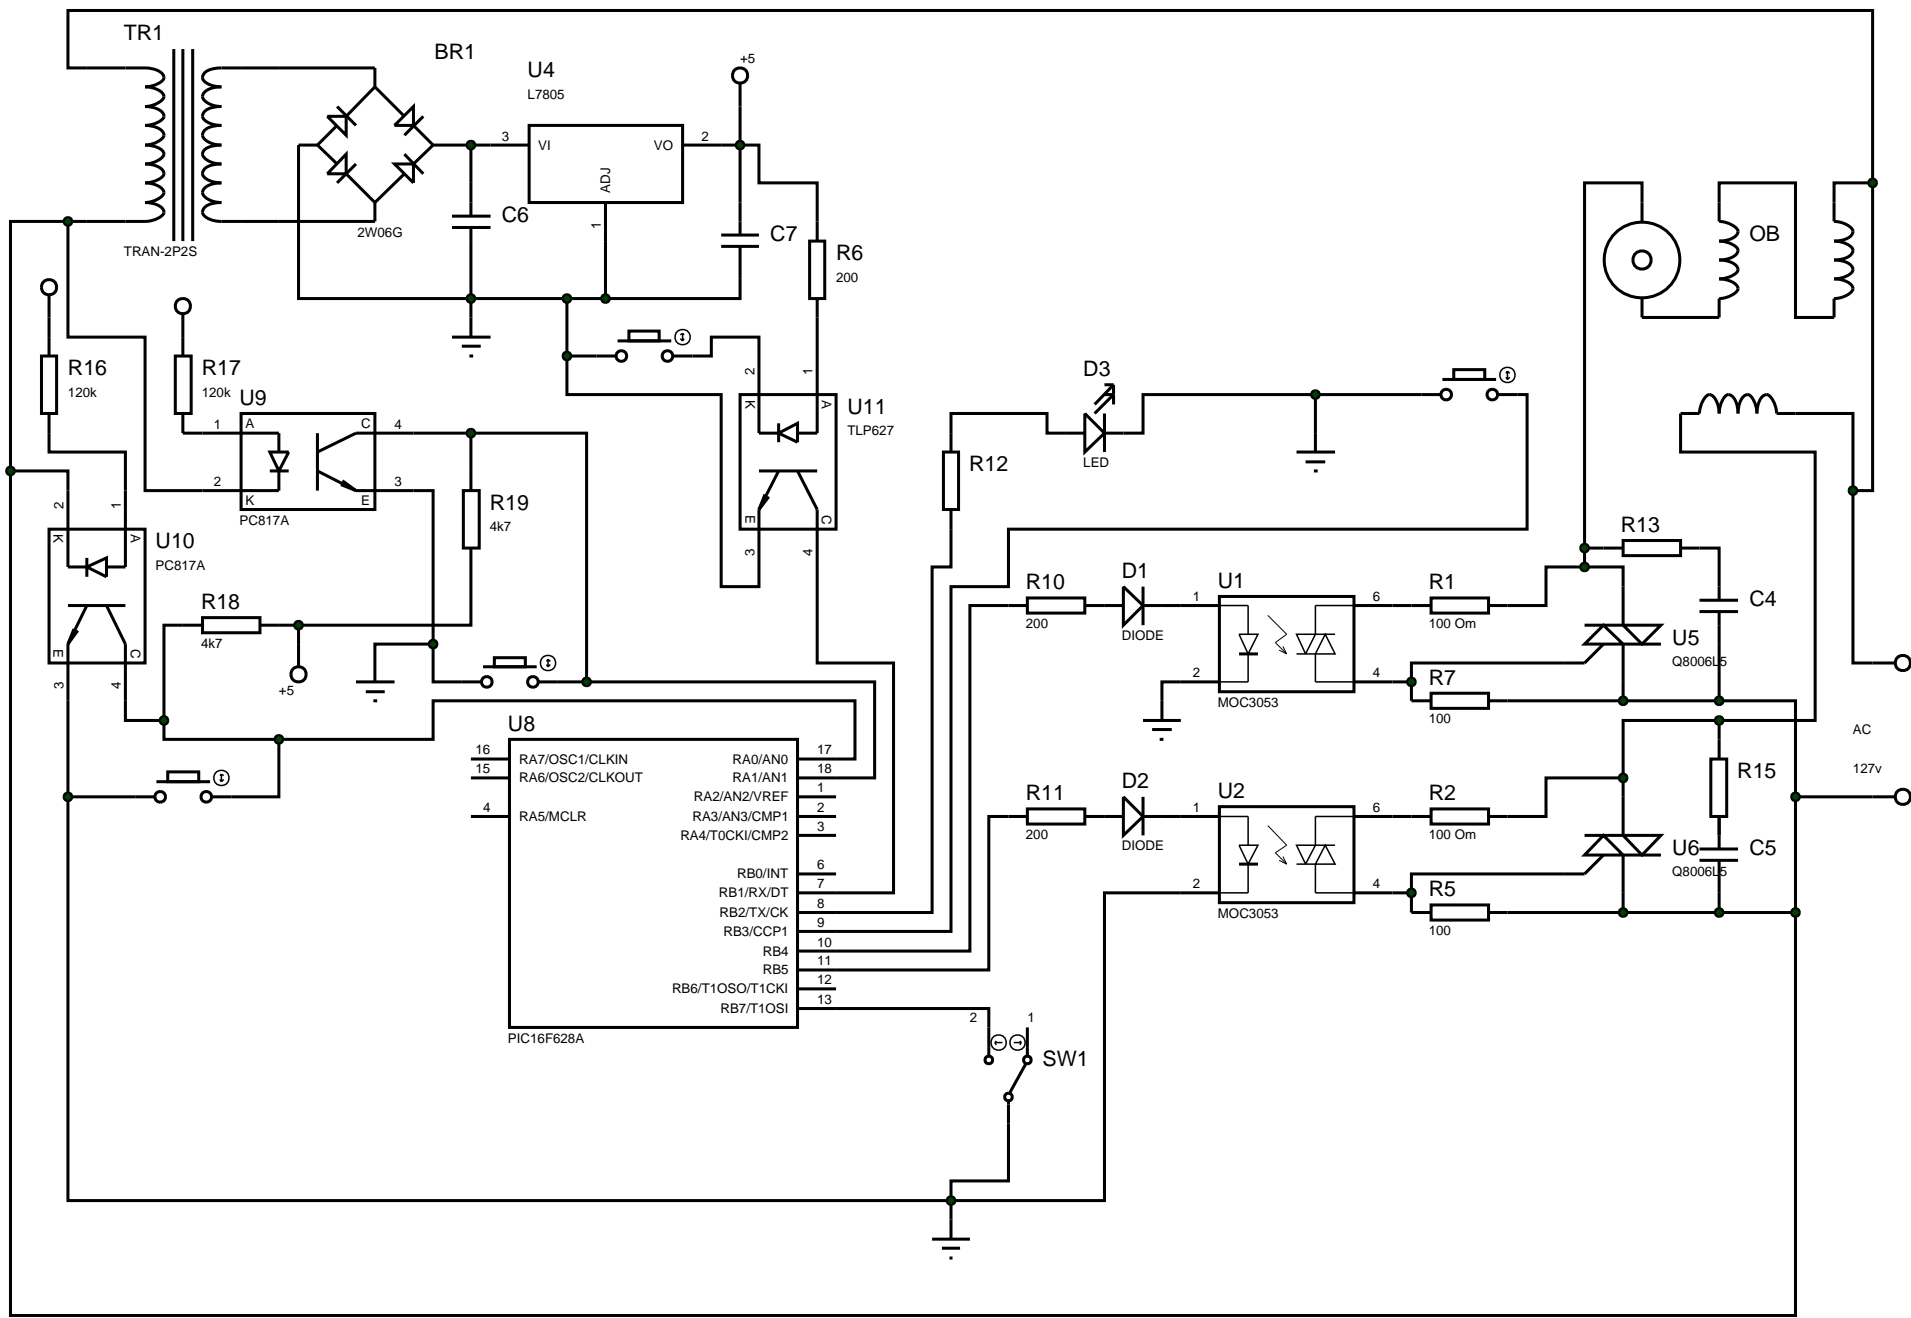 TR1
TRAN-2P2S
BR1
2W06G
U4
L7805
3
VI
VO
2
ADJ
1
+5
C6
C7
R6
200
OB
R16
120k
R17
120k
U9
1
A
C
4
2
K
E
3
PC817A
R19
4k7
2
1
K
A
U11
TLP627
E
C
3
4
D3
LED
R12
2
1
K
A
U10
PC817A
E
C
3
4
R18
4k7
+5
R10
200
D1
DIODE
U1
1
6
2
4
MOC3053
R1
100 Om
R7
100
R13
C4
U5
Q8006L5
AC
127v
R11
200
D2
DIODE
U2
1
6
2
4
MOC3053
R2
100 Om
R5
100
R15
C5
U6
Q8006L5
U8
16
RA7/OSC1/CLKIN
RA0/AN0
17
15
RA6/OSC2/CLKOUT
RA1/AN1
18
RA2/AN2/VREF
1
4
RA5/MCLR
RA3/AN3/CMP1
2
RA4/T0CKI/CMP2
3
RB0/INT
6
RB1/RX/DT
7
RB2/TX/CK
8
RB3/CCP1
9
RB4
10
RB5
11
RB6/T1OSO/T1CKI
12
RB7/T1OSI
13
PIC16F628A
2
1
SW1